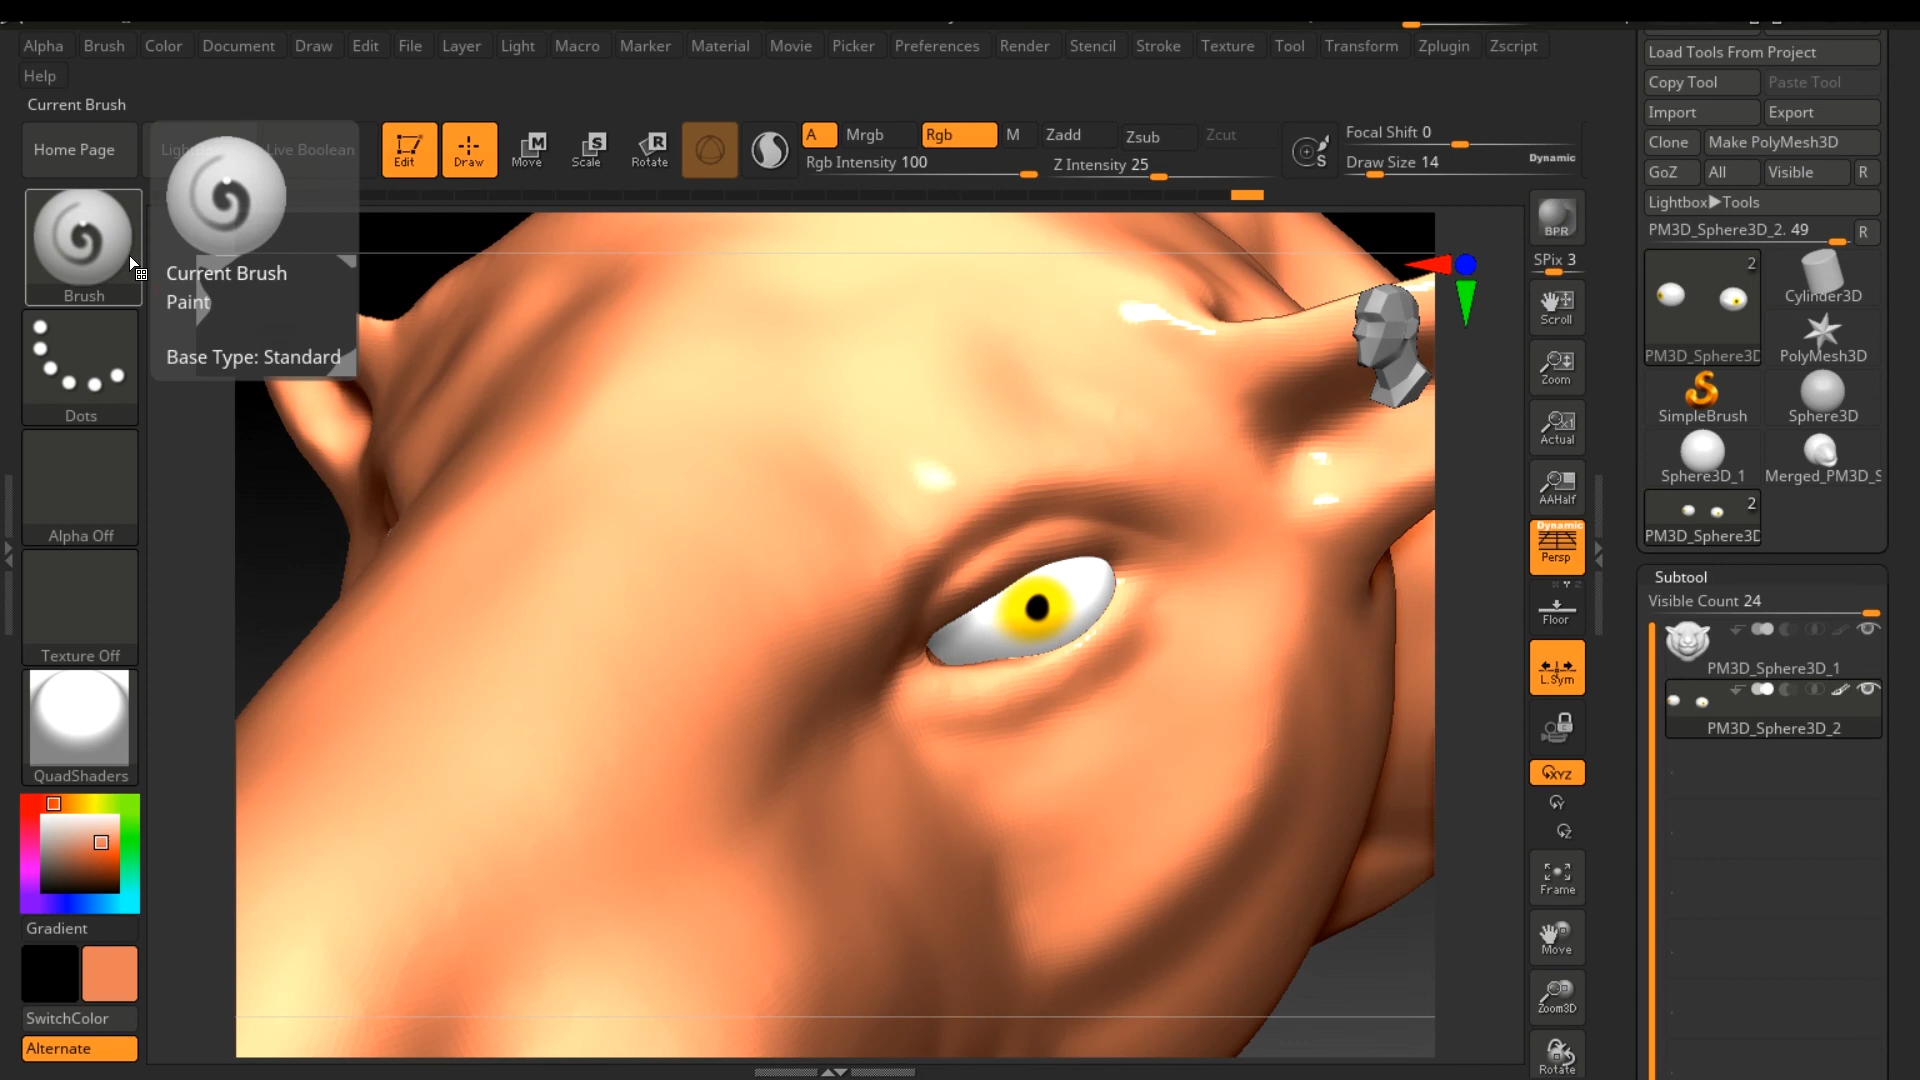 Alpha Brush Color Document Draw Edit File Layer Light Macro Marker Material Movie Picker Preferences Render Stencil Stroke Texture Tool Transform Zplugin Zscript
Help
Current Brush
Home Page
Live Boolean
Edit
Draw
Move
Scale
Rotate
A Mrgb Rgb M Zadd Zsub Zcut
Rgb Intensity 100
Z Intensity 25
Focal Shift 0
Draw Size 14
Dynamic
Brush
Current Brush
Paint
Base Type: Standard
Dots
Alpha Off
Texture Off
QuadShaders
Gradient
SwitchColor
Alternate
BPR
SPix 3
Scroll
Zoom
Actual
AAHalf
Dynamic
Persp
Floor
L.Sym
XYZ
Y
Z
Frame
Move
Zoom3D
Rotate
Load Tools From Project
Copy Tool Paste Tool
Import Export
Clone Make PolyMesh3D
GoZ All Visible R
Lightbox▶Tools
PM3D_Sphere3D_2. 49 R
2
PM3D_Sphere3D
Cylinder3D
PolyMesh3D
SimpleBrush
Sphere3D
Sphere3D_1
Merged_PM3D_S
2
PM3D_Sphere3D
Subtool
Visible Count 24
PM3D_Sphere3D_1
PM3D_Sphere3D_2